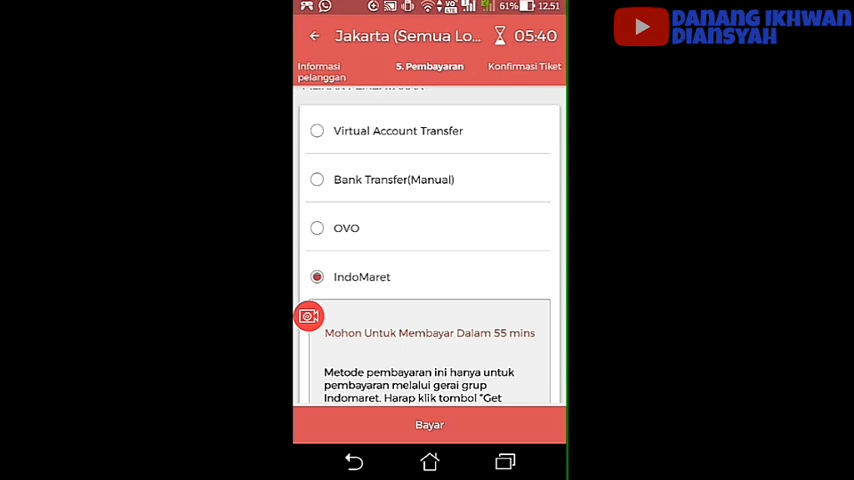 61% 12.51
Jakarta (Semua Lo... 05:40
Informasi pelanggan
5. Pembayaran
Konfirmasi Tiket
Virtual Account Transfer
Bank Transfer(Manual)
OVO
IndoMaret
Mohon Untuk Membayar Dalam 55 mins
Metode pembayaran ini hanya untuk
pembayaran melalui gerai grup
Indomaret. Harap klik tombol "Get
Bayar
DANANG IKHWAN
DIANSYAH